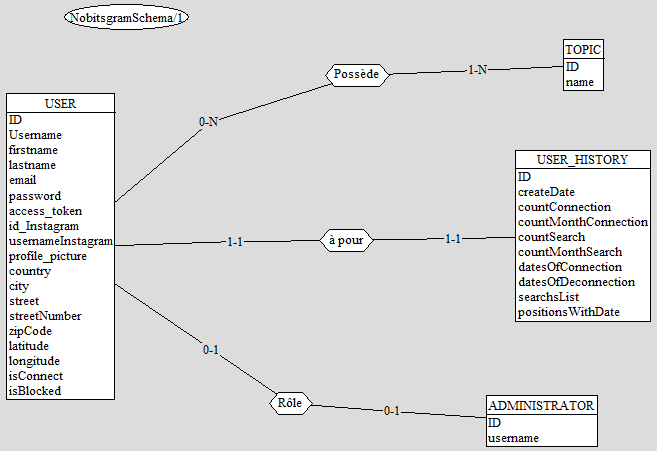 NobitsgramSchema/1
USER
ID
Username
firstname
lastname
email
password
access_token
id_Instagram
usernameInstagram
profile_picture
country
city
street
streetNumber
zipCode
latitude
longitude
isConnect
isBlocked
0-N
Possède
1-N
TOPIC
ID
name
1-1
à pour
1-1
USER_HISTORY
ID
createDate
countConnection
countMonthConnection
countSearch
countMonthSearch
datesOfConnection
datesOfDeconnection
searchsList
positionsWithDate
0-1
Rôle
0-1
ADMINISTRATOR
ID
username